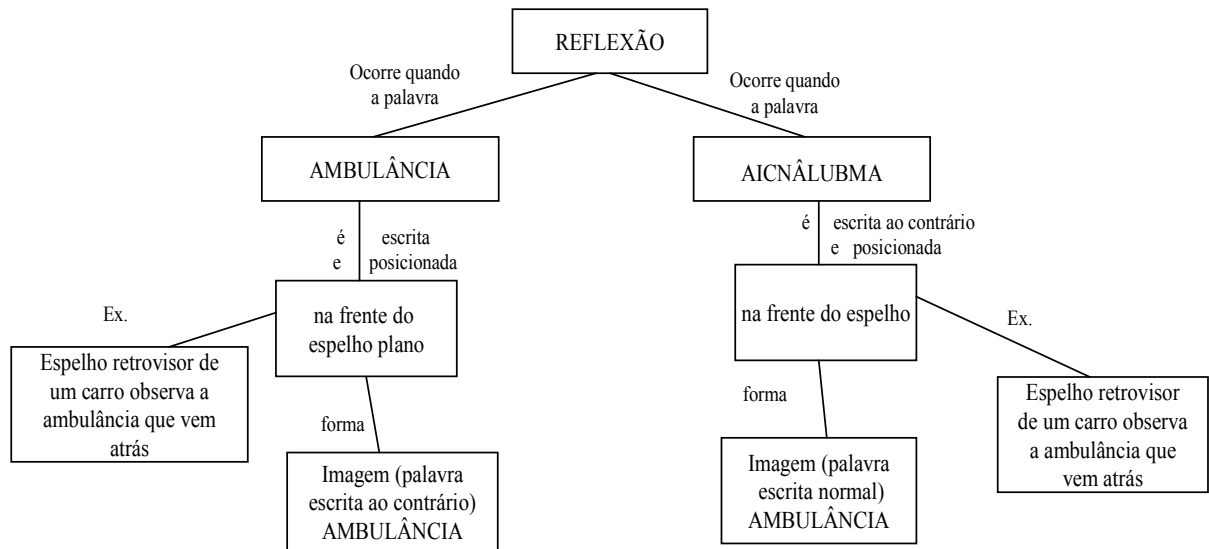 REFLEXÃO
Ocorre quando
a palavra
Ocorre quando
a palavra
AMBULÂNCIA
AICNÂLUBMA
é escrita
e posicionada
é escrita ao contrário
e posicionada
Ex.
na frente do
espelho plano
na frente do espelho
Ex.
Espelho retrovisor de
um carro observa a
ambulância que vem
atrás
Espelho retrovisor
de um carro observa
a ambulância que
vem atrás
forma
forma
Imagem (palavra
escrita ao contrário)
AMBULÂNCIA
Imagem (palavra
escrita normal)
AMBULÂNCIA